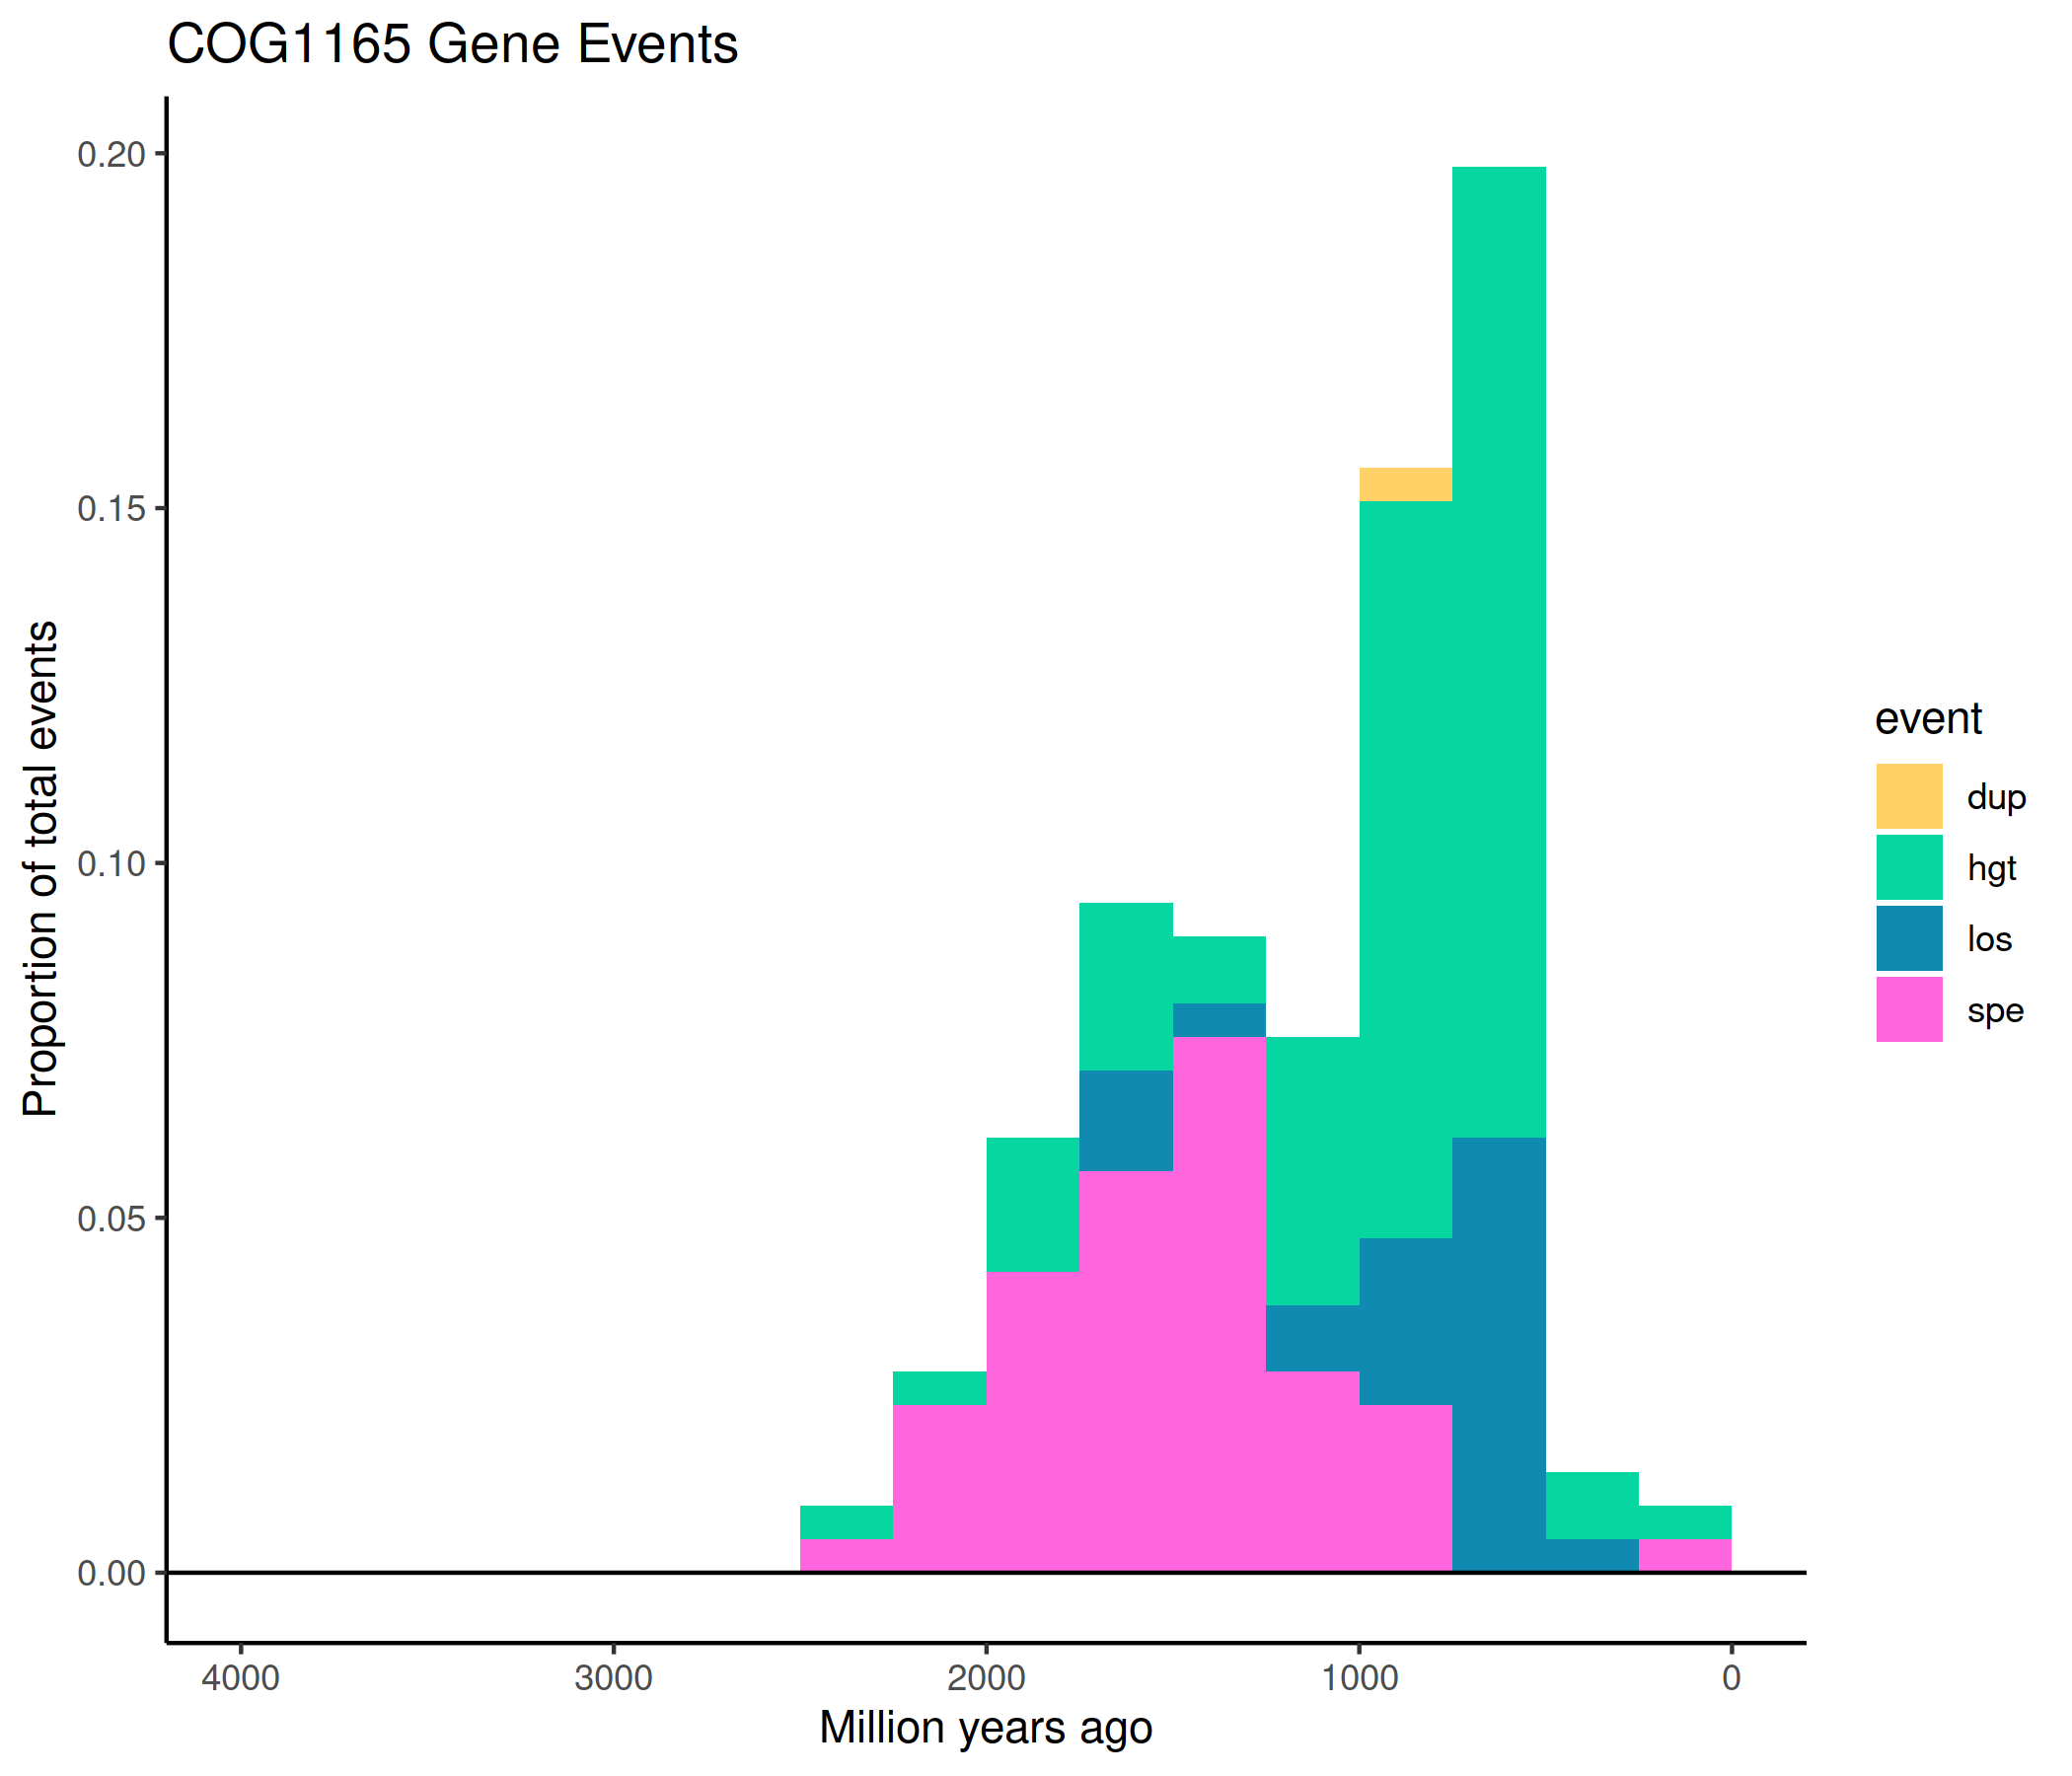 COG1165 Gene Events
Proportion of total events
0.20
0.15
0.10
0.05
0.00
4000 3000 2000 1000 0
Million years ago
event
dup
hgt
los
spe